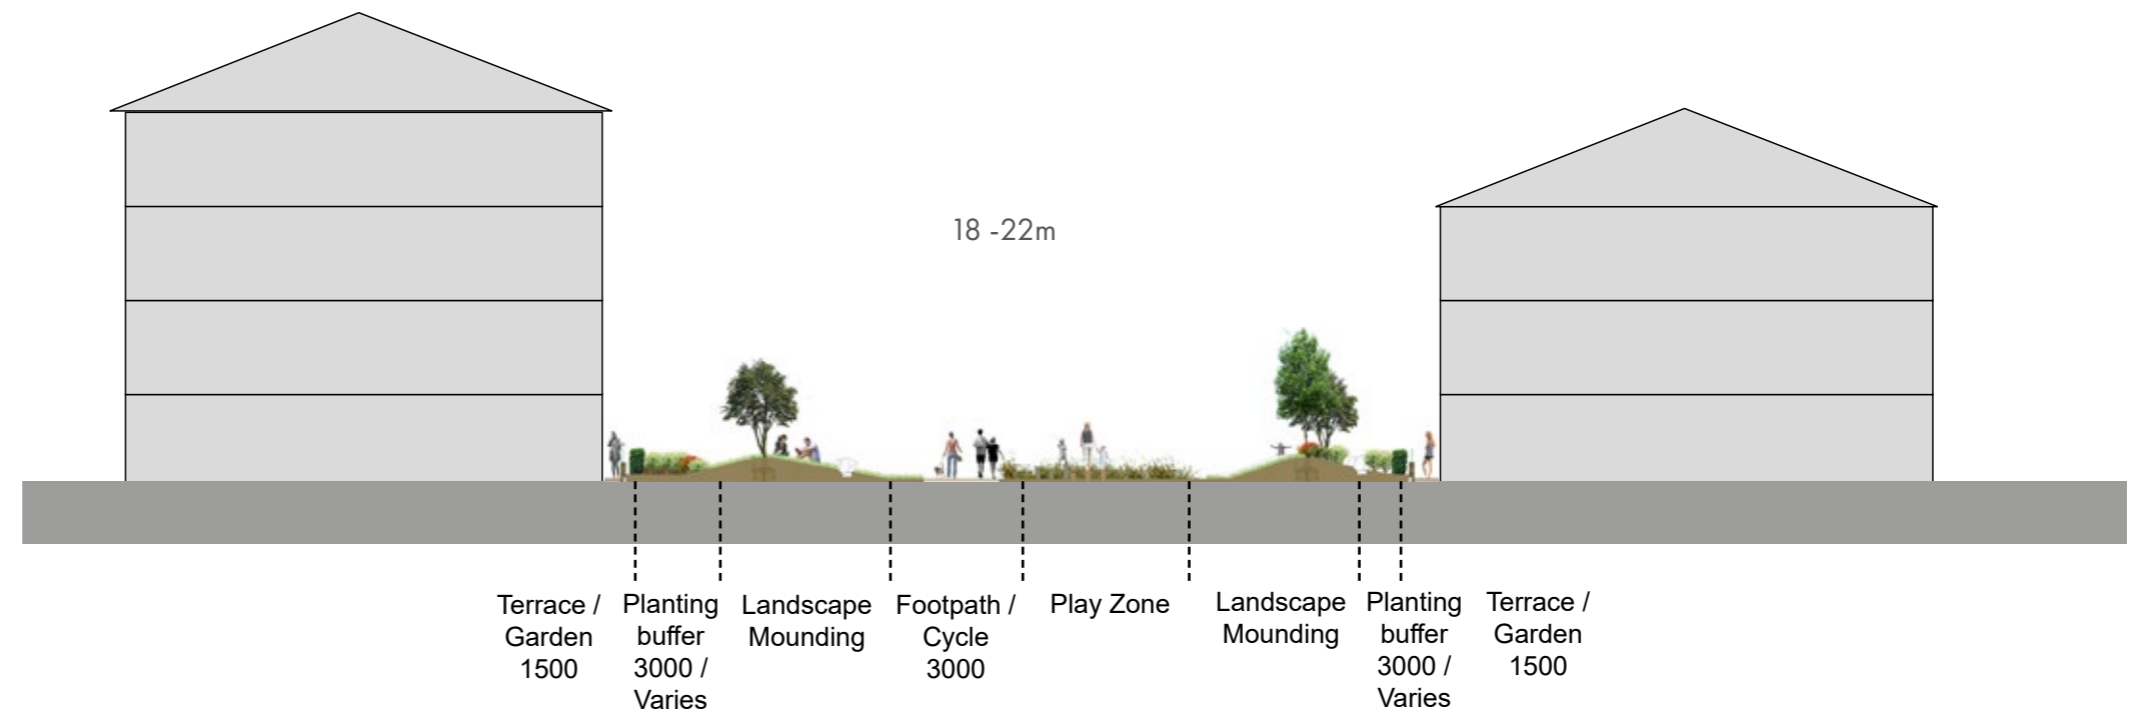 18 -22m
Terrace /
Garden
1500
Planting
buffer
3000 /
Varies
Landscape
Mounding
Footpath /
Cycle
3000
Play Zone
Landscape
Mounding
Planting
buffer
3000 /
Varies
Terrace /
Garden
1500